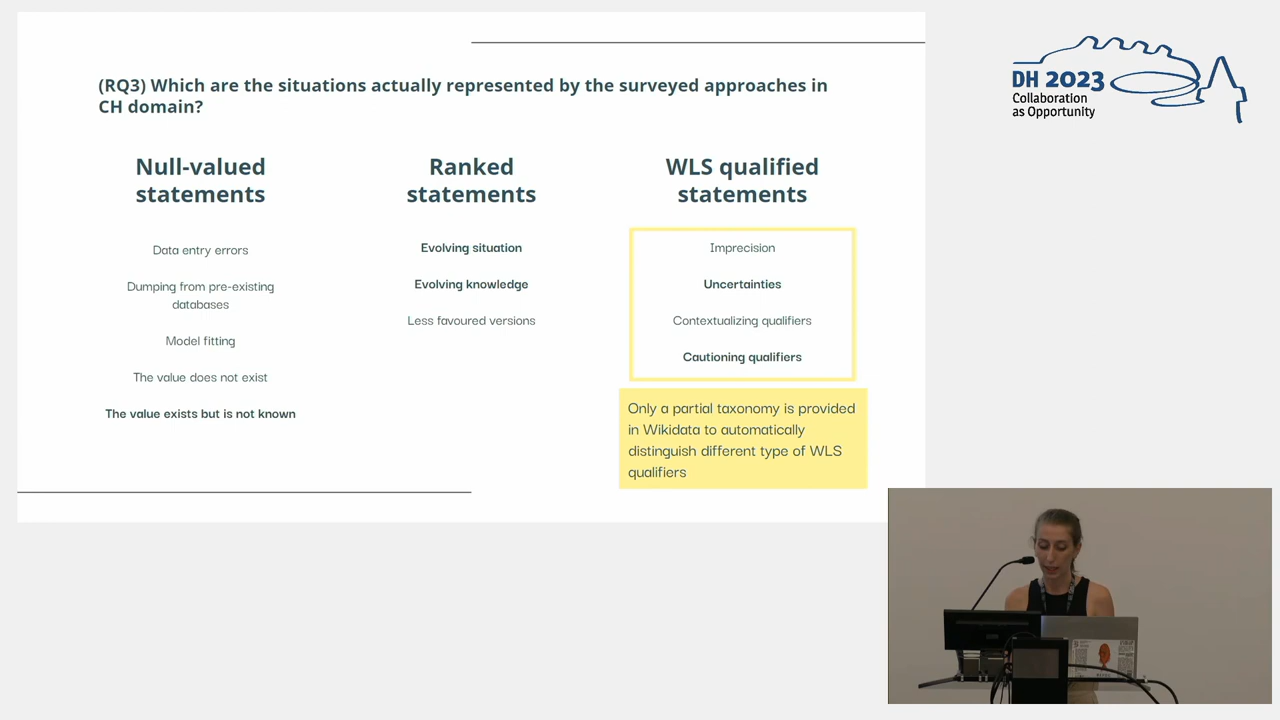 (RQ3) Which are the situations actually represented by the surveyed approaches in
CH domain?
Null-valued
statements
Data entry errors
Dumping from pre-existing
databases
Model fitting
The value does not exist
The value exists but is not known
Ranked
statements
Evolving situation
Evolving knowledge
Less favoured versions
WLS qualified
statements
Imprecision
Uncertainties
Contextualizing qualifiers
Cautioning qualifiers
Only a partial taxonomy is provided
in Wikidata to automatically
distinguish different type of WLS
qualifiers
DH 2023
Collaboration
as Opportunity